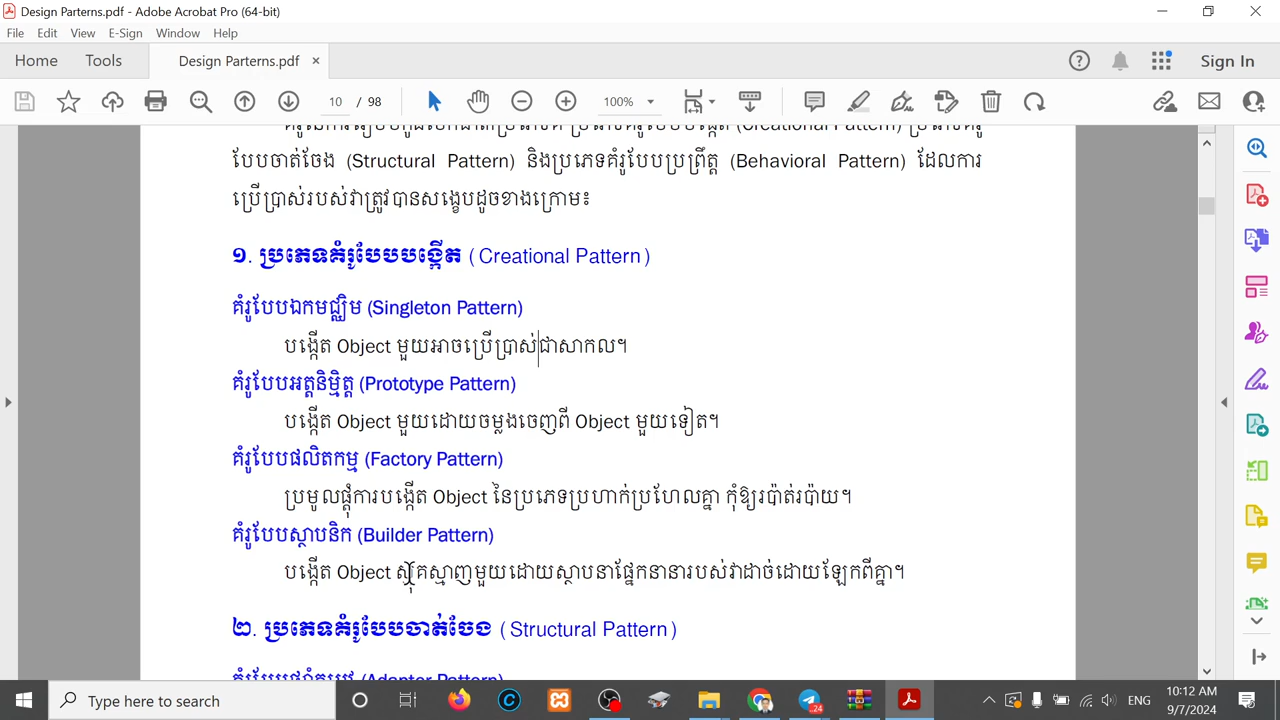 Design Parterns.pdf - Adobe Acrobat Pro (64-bit)
File Edit View E-Sign Window Help
Home Tools Design Parterns.pdf × Sign In
10 / 98 100%
បែបចាត់ចែង (Structural Pattern) និងប្រភេទគំរូបែបប្រព្រឹត្ត (Behavioral Pattern) ដែលការ
ប្រើប្រាស់របស់វាត្រូវបានសង្ខេបដូចខាងក្រោម៖
១. ប្រភេទគំរូបែបបង្កើត (Creational Pattern)
គំរូបែបឯកមជ្ឈិម (Singleton Pattern)
បង្កើត Object មួយអាចប្រើប្រាស់ជាសាកល។
គំរូបែបអត្តនិម្មិត្ត (Prototype Pattern)
បង្កើត Object មួយដោយចម្លងចេញពី Object មួយទៀត។
គំរូបែបផលិតកម្ម (Factory Pattern)
ប្រមូលផ្តុំការបង្កើត Object នៃប្រភេទប្រហាក់ប្រហែលគ្នា កុំឱ្យរប៉ាត់រប៉ាយ។
គំរូបែបស្ថាបនិក (Builder Pattern)
បង្កើត Object ស្មុគស្មាញមួយដោយស្ថាបនាផ្នែកនានារបស់វាដាច់ដោយឡែកពីគ្នា។
២. ប្រភេទគំរូបែបចាត់ចែង (Structural Pattern)
(Adapter Pattern)
Type here to search
24
ENG
10:12 AM
9/7/2024